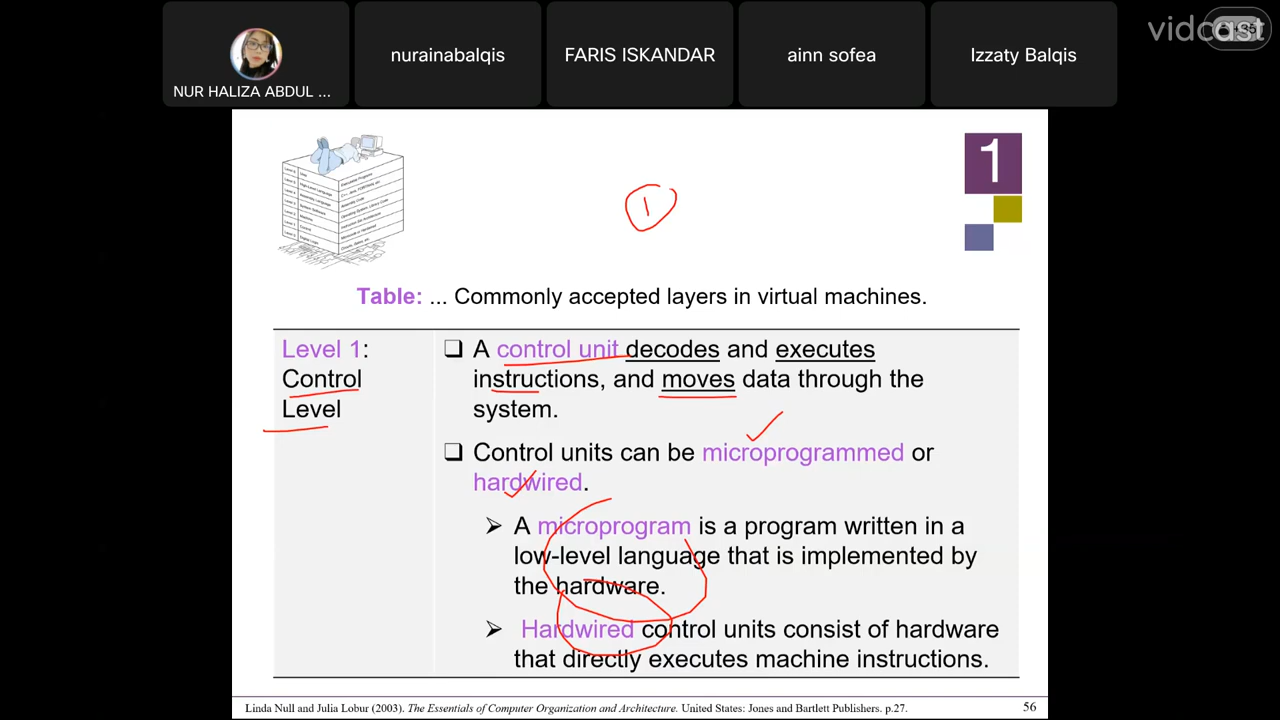 vidcast
NUR HALIZA ABDUL ...
nurainabalqis
FARIS ISKANDAR
ainn sofea
Izzaty Balqis
1
1
Table: ... Commonly accepted layers in virtual machines.
Level 1:
Control
Level
❑ A control unit decodes and executes
instructions, and moves data through the
system.
❑ Control units can be microprogrammed or
hardwired.
➢ A microprogram is a program written in a
low-level language that is implemented by
the hardware.
➢ Hardwired control units consist of hardware
that directly executes machine instructions.
Linda Null and Julia Lobur (2003). The Essentials of Computer Organization and Architecture. United States: Jones and Bartlett Publishers. p.27.
56